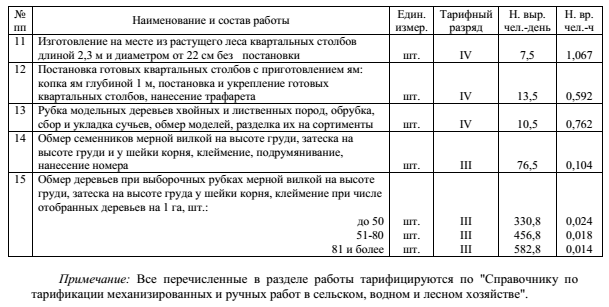 № пп Наименование и состав работы Един. измер. Тарифный разряд Н. выр. чел.-день Н. вр. чел.-ч
11 Изготовление на месте из растущего леса квартальных столбов
длиной 2,3 м и диаметром от 22 см без постановки шт. IV 7,5 1,067
12 Постановка готовых квартальных столбов с приготовлением ям:
копка ям глубиной 1 м, постановка и укрепление готовых
квартальных столбов, нанесение трафарета шт. IV 13,5 0,592
13 Рубка модельных деревьев хвойных и лиственных пород, обрубка,
сбор и укладка сучьев, обмер моделей, разделка их на сортименты шт. IV 10,5 0,762
14 Обмер семенников мерной вилкой на высоте груди, затеска на
высоте груди и у шейки корня, клеймение, подрумянивание,
нанесение номера шт. III 76,5 0,104
15 Обмер деревьев при выборочных рубках мерной вилкой на высоте
груди, затеска на высоте груда у шейки корня, клеймение при числе
отобранных деревьев на 1 га, шт.:
до 50 шт. III 330,8 0,024
51-80 шт. III 456,8 0,018
81 и более шт. III 582,8 0,014
Примечание: Все перечисленные в разделе работы тарифицируются по "Справочнику по
тарификации механизированных и ручных работ в сельском, водном и лесном хозяйстве".